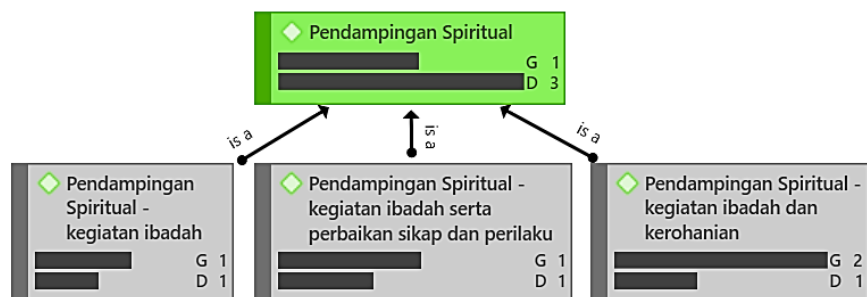 Pendampingan Spiritual
G 1
D 3
is a
is a
is a
Pendampingan
Spiritual -
kegiatan ibadah
G 1
D 1
Pendampingan Spiritual -
kegiatan ibadah serta
perbaikan sikap dan perilaku
G 1
D 1
Pendampingan Spiritual -
kegiatan ibadah dan
kerohanian
G 2
D 1